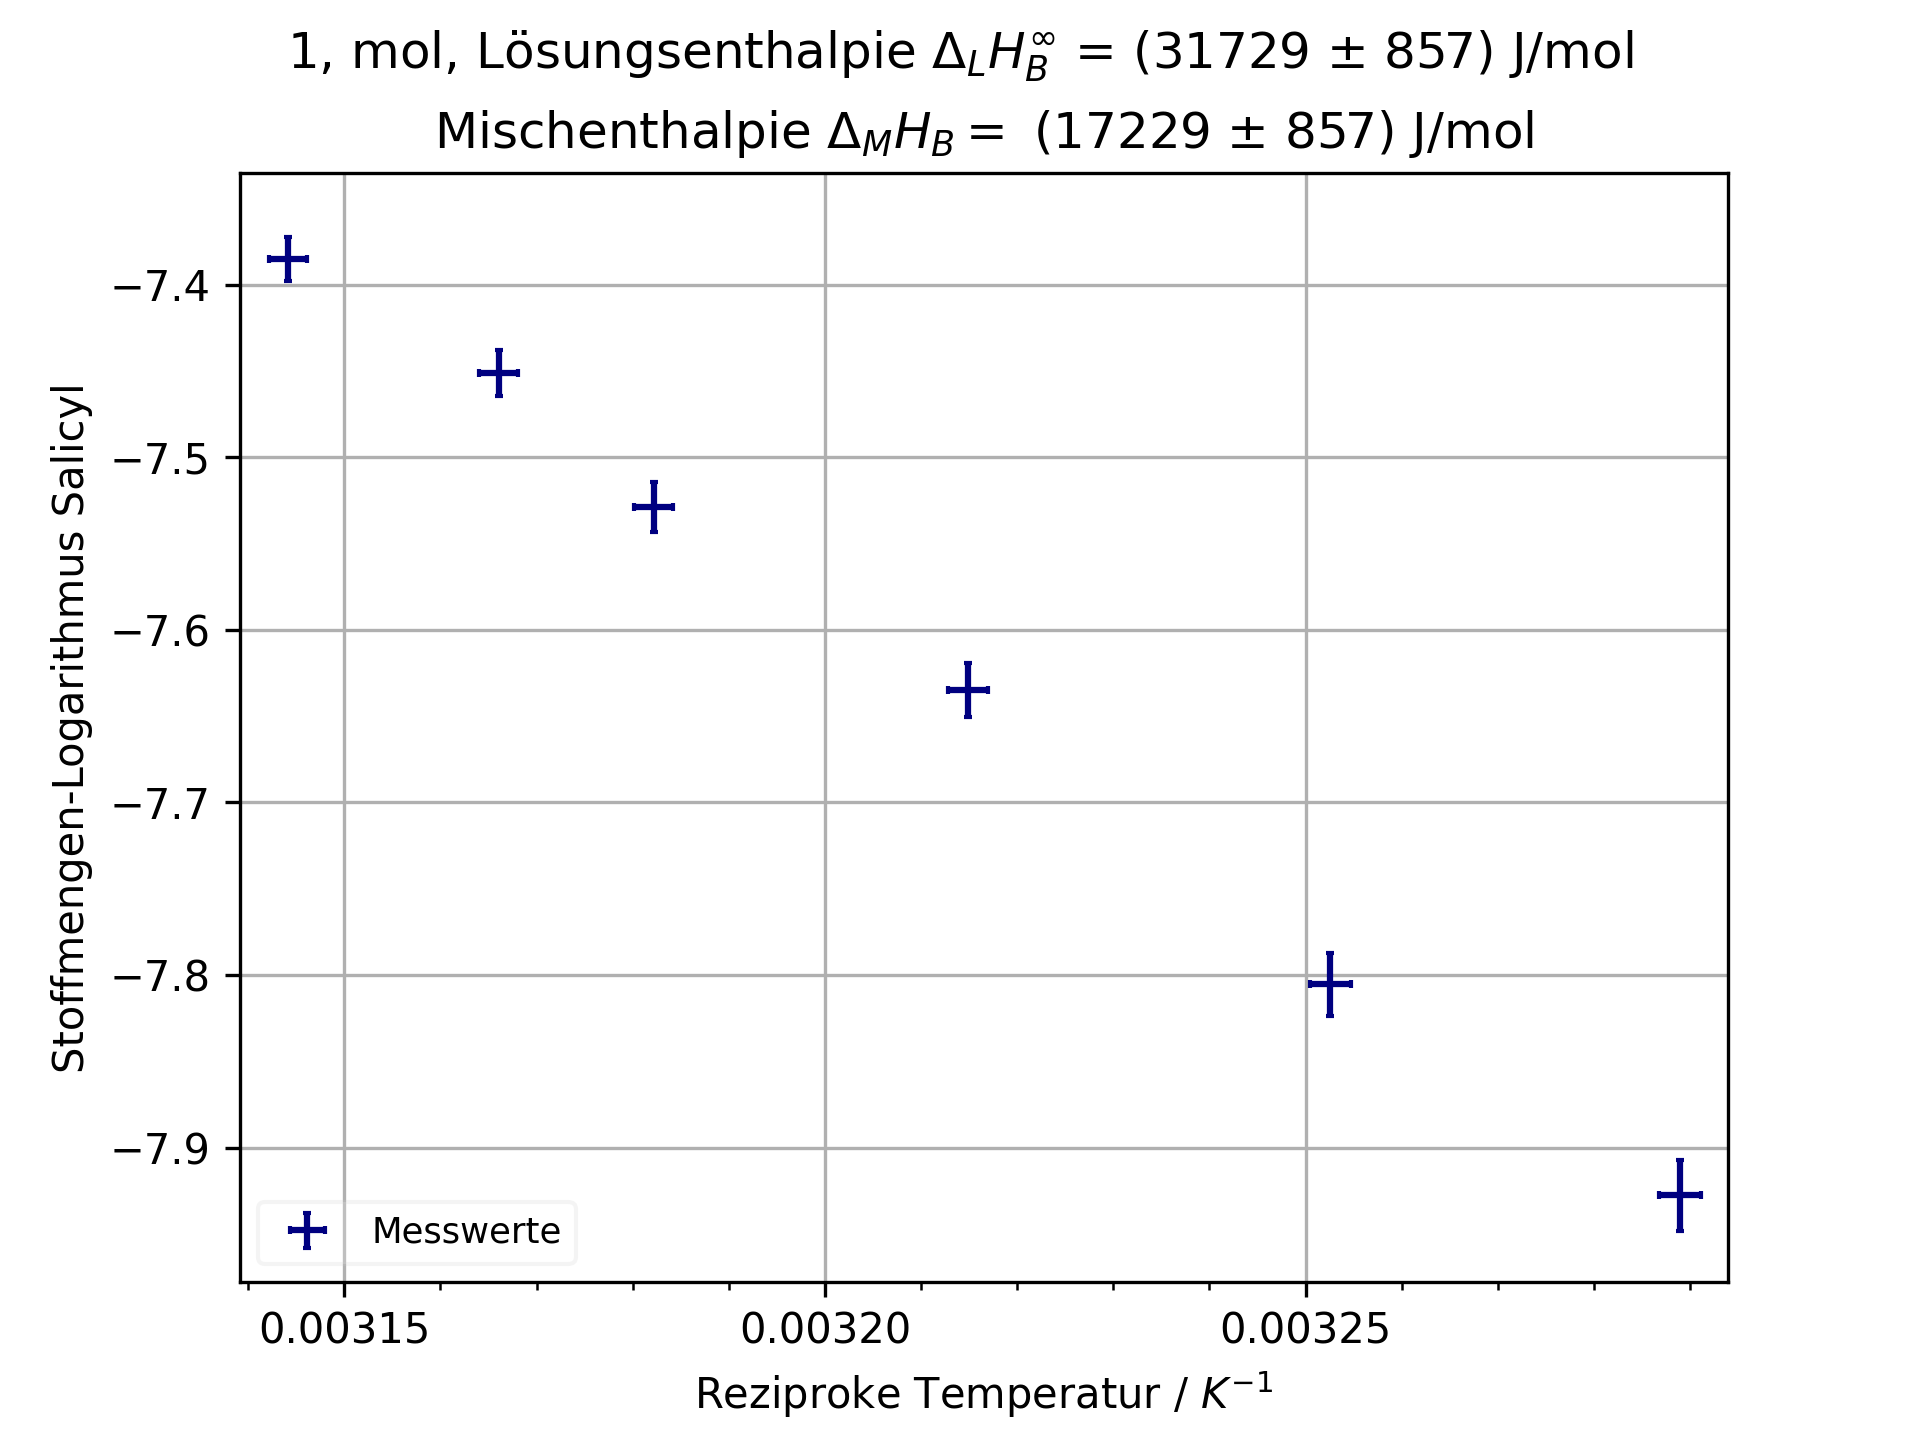 1, mol, Lösungsenthalpie Δ_L H_B^∞ = (31729 ± 857) J/mol
Mischenthalpie Δ_M H_B = (17229 ± 857) J/mol
−7.4
−7.5
−7.6
−7.7
−7.8
−7.9
Stoffmengen-Logarithmus Salicyl
Messwerte
0.00315 0.00320 0.00325
Reziproke Temperatur / K⁻¹